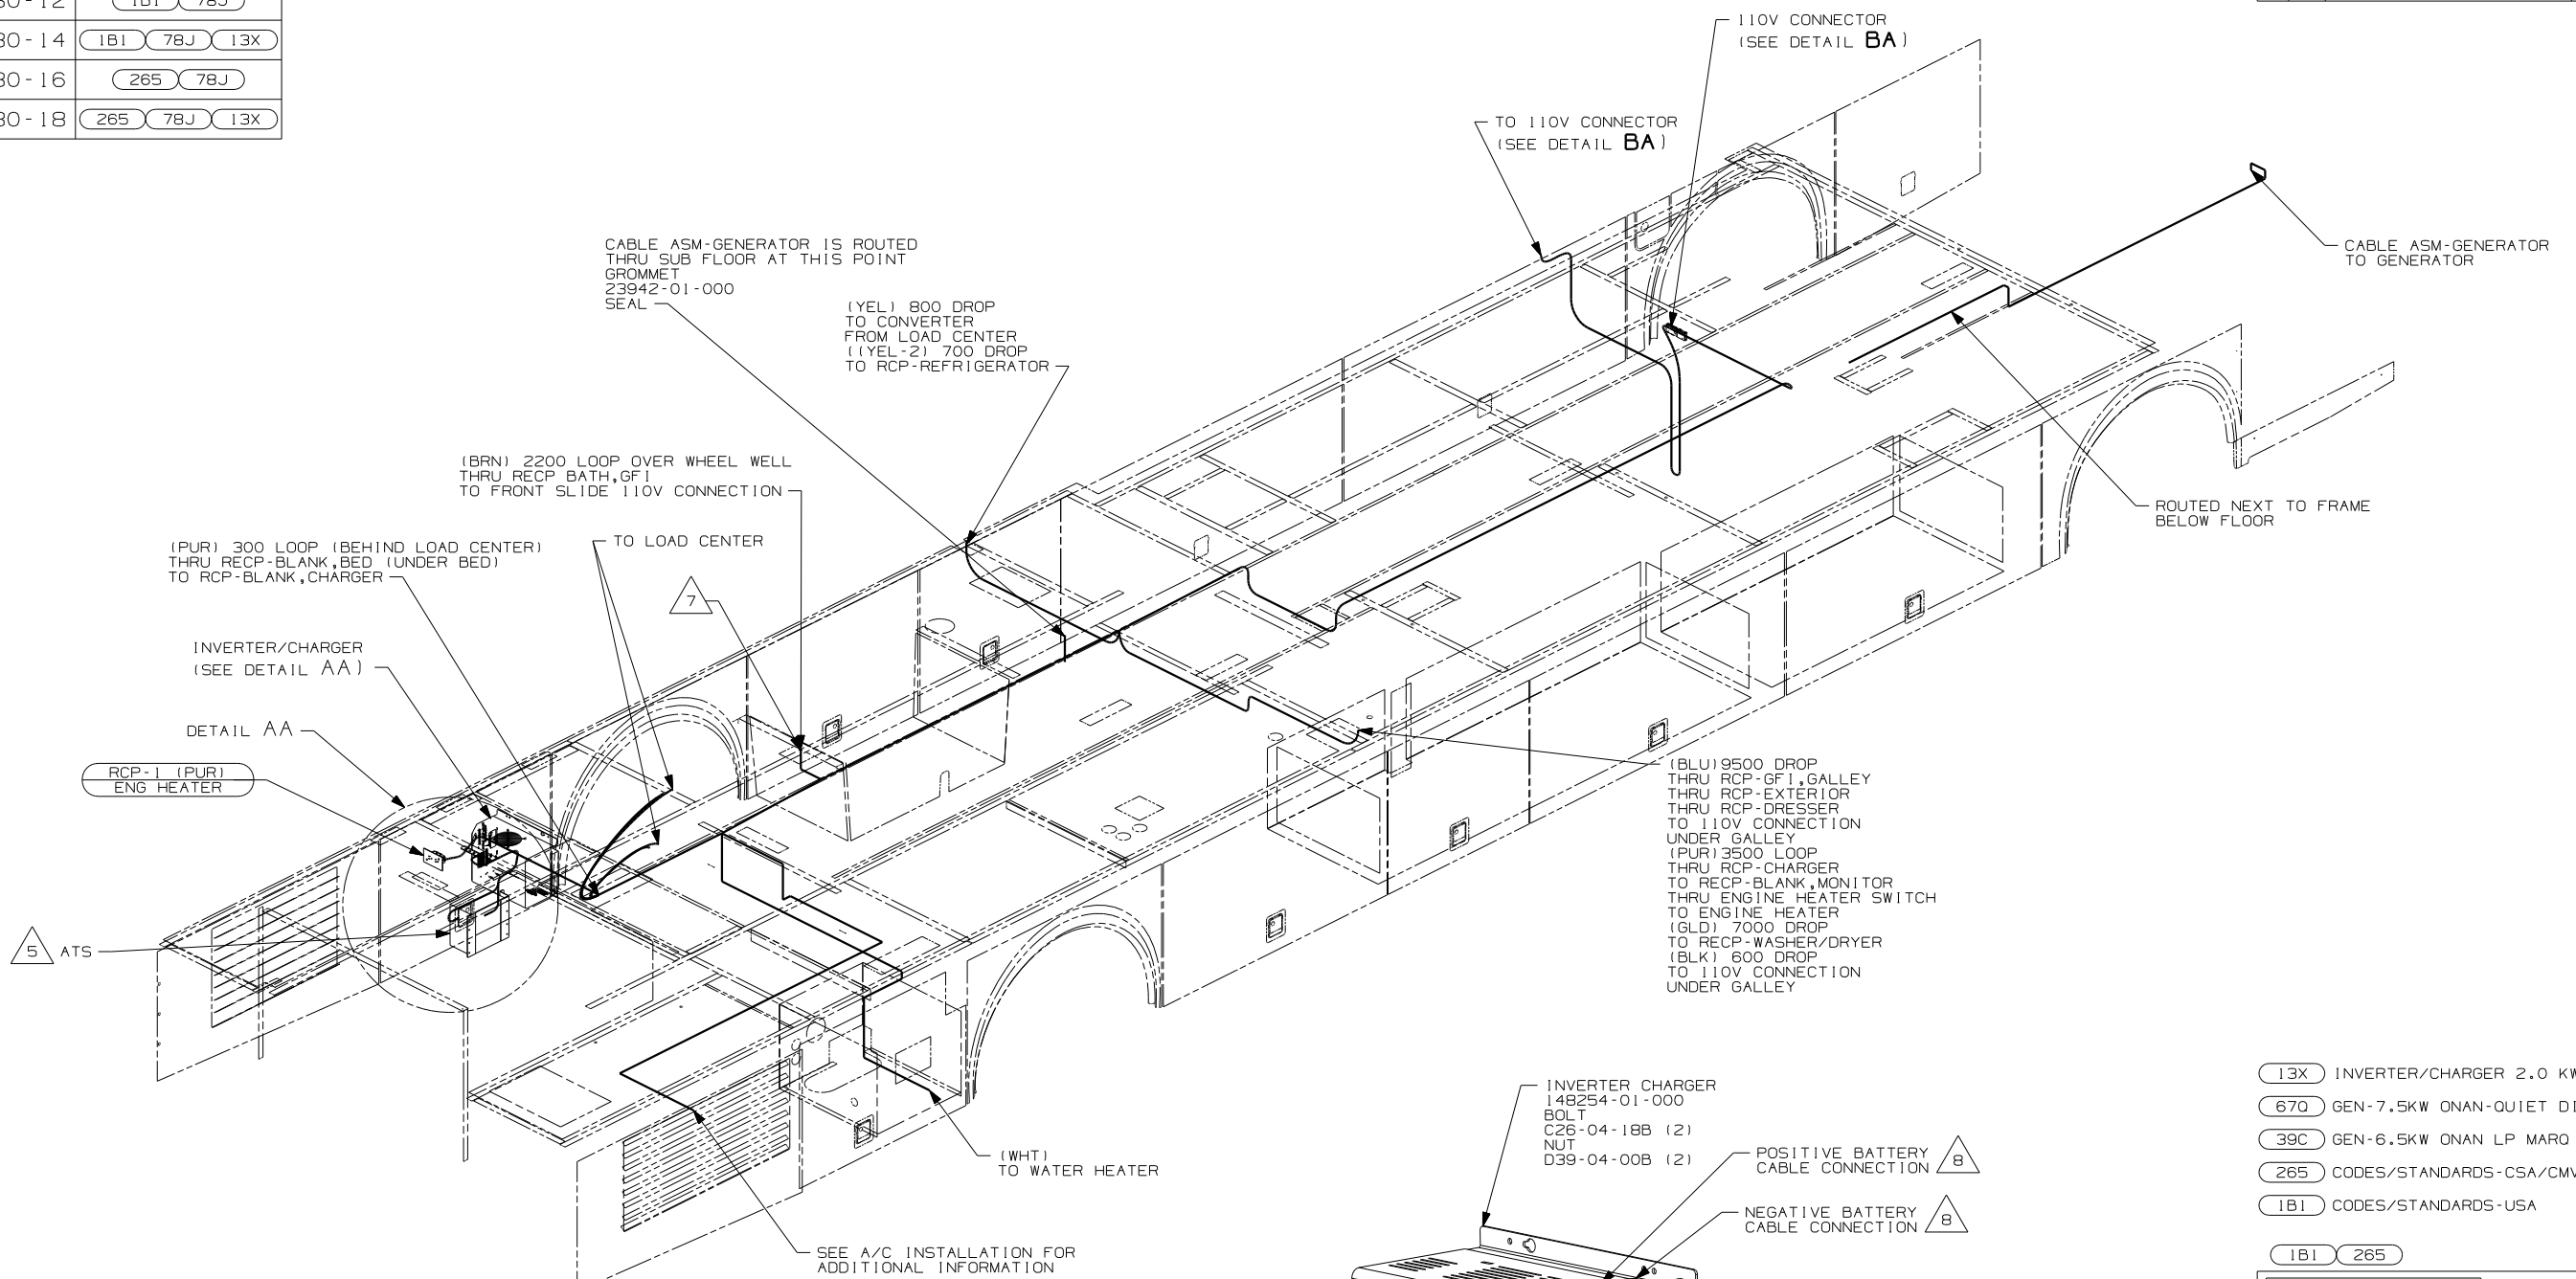 30-12 1B1 78J
30-14 1B1 78J 13X
30-16 265 78J
30-18 265 78J 13X
110V CONNECTOR
(SEE DETAIL BA)
TO 110V CONNECTOR
(SEE DETAIL BA)
CABLE ASM-GENERATOR
TO GENERATOR
CABLE ASM-GENERATOR IS ROUTED
THRU SUB FLOOR AT THIS POINT
GROMMET
23942-01-000
SEAL
(YEL) 800 DROP
TO CONVERTER
FROM LOAD CENTER
((YEL-2) 700 DROP
TO RCP-REFRIGERATOR
(BRN) 2200 LOOP OVER WHEEL WELL
THRU RECP BATH,GFI
TO FRONT SLIDE 110V CONNECTION
ROUTED NEXT TO FRAME
BELOW FLOOR
(PUR) 300 LOOP (BEHIND LOAD CENTER)
THRU RECP-BLANK,BED (UNDER BED)
TO RCP-BLANK,CHARGER
TO LOAD CENTER
7
INVERTER/CHARGER
(SEE DETAIL AA)
DETAIL AA
RCP-1 (PUR)
ENG HEATER
5 ATS
(BLU)9500 DROP
THRU RCP-GFI,GALLEY
THRU RCP-EXTERIOR
THRU RCP-DRESSER
TO 110V CONNECTION
UNDER GALLEY
(PUR)3500 LOOP
THRU RCP-CHARGER
TO RECP-BLANK,MONITOR
THRU ENGINE HEATER SWITCH
TO ENGINE HEATER
(GLD) 7000 DROP
TO RECP-WASHER/DRYER
(BLK) 600 DROP
TO 110V CONNECTION
UNDER GALLEY
(WHT)
TO WATER HEATER
SEE A/C INSTALLATION FOR
ADDITIONAL INFORMATION
INVERTER CHARGER
148254-01-000
BOLT
C26-04-18B (2)
NUT
D39-04-00B (2)
POSITIVE BATTERY
CABLE CONNECTION 8
NEGATIVE BATTERY
CABLE CONNECTION 8
13X INVERTER/CHARGER 2.0 KW
67Q GEN-7.5KW ONAN-QUIET DI
39C GEN-6.5KW ONAN LP MARQ
265 CODES/STANDARDS-CSA/CMV
1B1 CODES/STANDARDS-USA
1B1 265